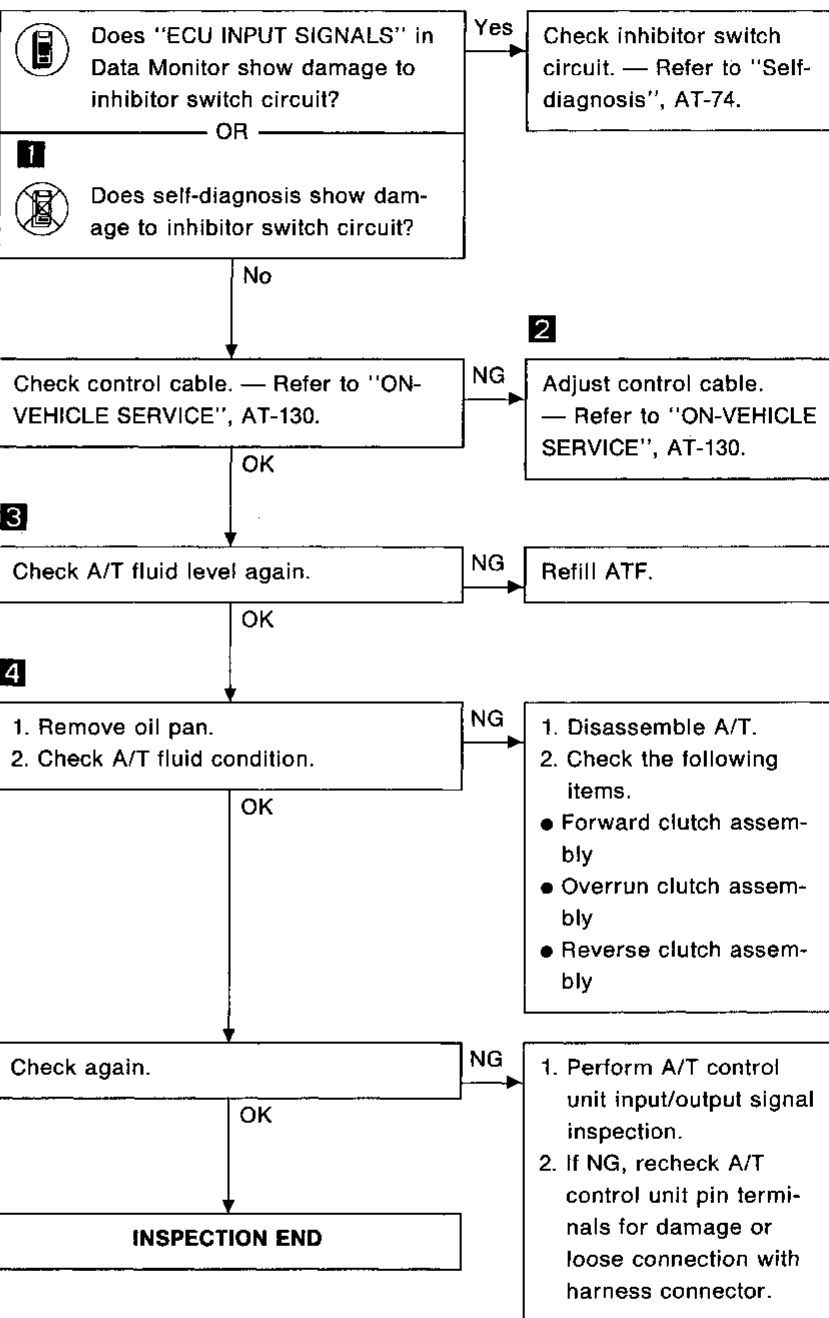 Does "ECU INPUT SIGNALS" in
Data Monitor show damage to
inhibitor switch circuit?
OR
1
Does self-diagnosis show dam-
age to inhibitor switch circuit?
Yes
Check inhibitor switch
circuit. — Refer to "Self-
diagnosis", AT-74.
No
Check control cable. — Refer to "ON-
VEHICLE SERVICE", AT-130.
NG
2
Adjust control cable.
— Refer to "ON-VEHICLE
SERVICE", AT-130.
OK
3
Check A/T fluid level again.
NG
Refill ATF.
OK
4
1. Remove oil pan.
2. Check A/T fluid condition.
NG
1. Disassemble A/T.
2. Check the following
items.
● Forward clutch assem-
bly
● Overrun clutch assem-
bly
● Reverse clutch assem-
bly
OK
Check again.
NG
1. Perform A/T control
unit input/output signal
inspection.
2. If NG, recheck A/T
control unit pin termi-
nals for damage or
loose connection with
harness connector.
OK
INSPECTION END